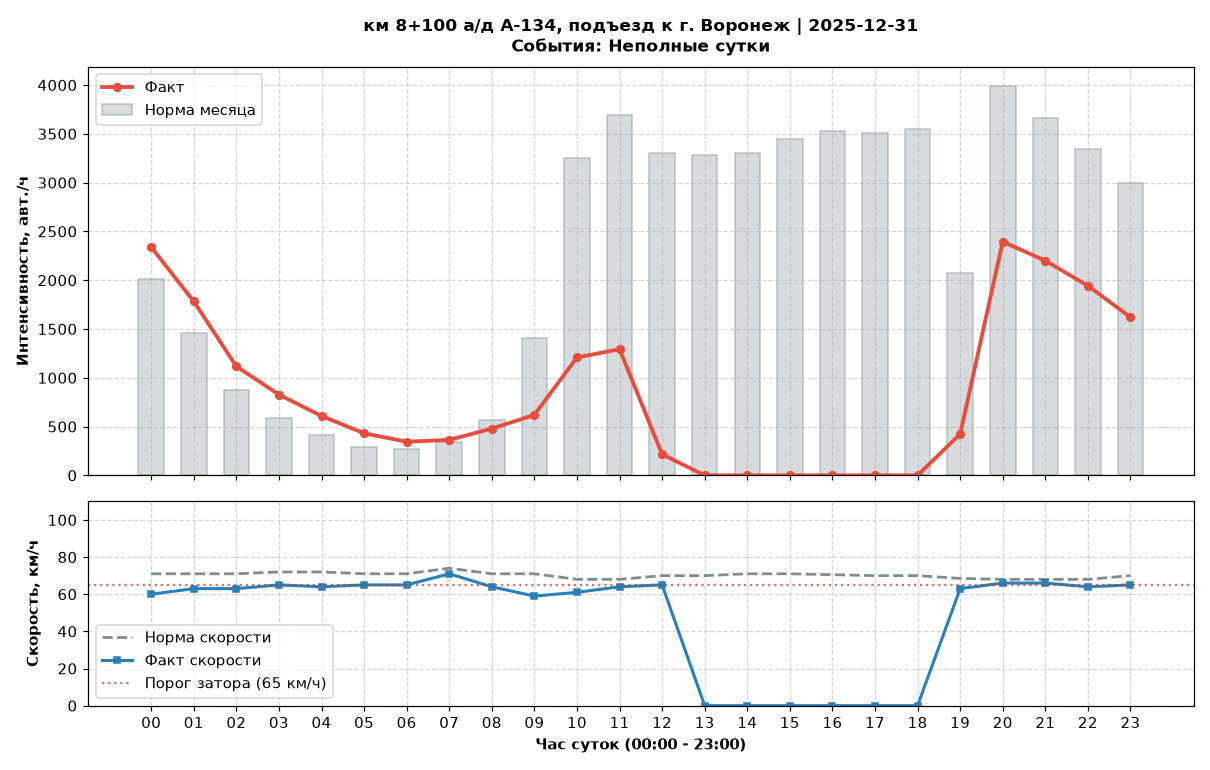 км 8+100 а/д А-134, подъезд к г. Воронеж | 2025-12-31
События: Неполные сутки
Интенсивность, авт./ч
4000
3500
3000
2500
2000
1500
1000
500
0
Факт
Норма месяца
Скорость, км/ч
100
80
60
40
20
0
Норма скорости
Факт скорости
Порог затора (65 км/ч)
00 01 02 03 04 05 06 07 08 09 10 11 12 13 14 15 16 17 18 19 20 21 22 23
Час суток (00:00 - 23:00)